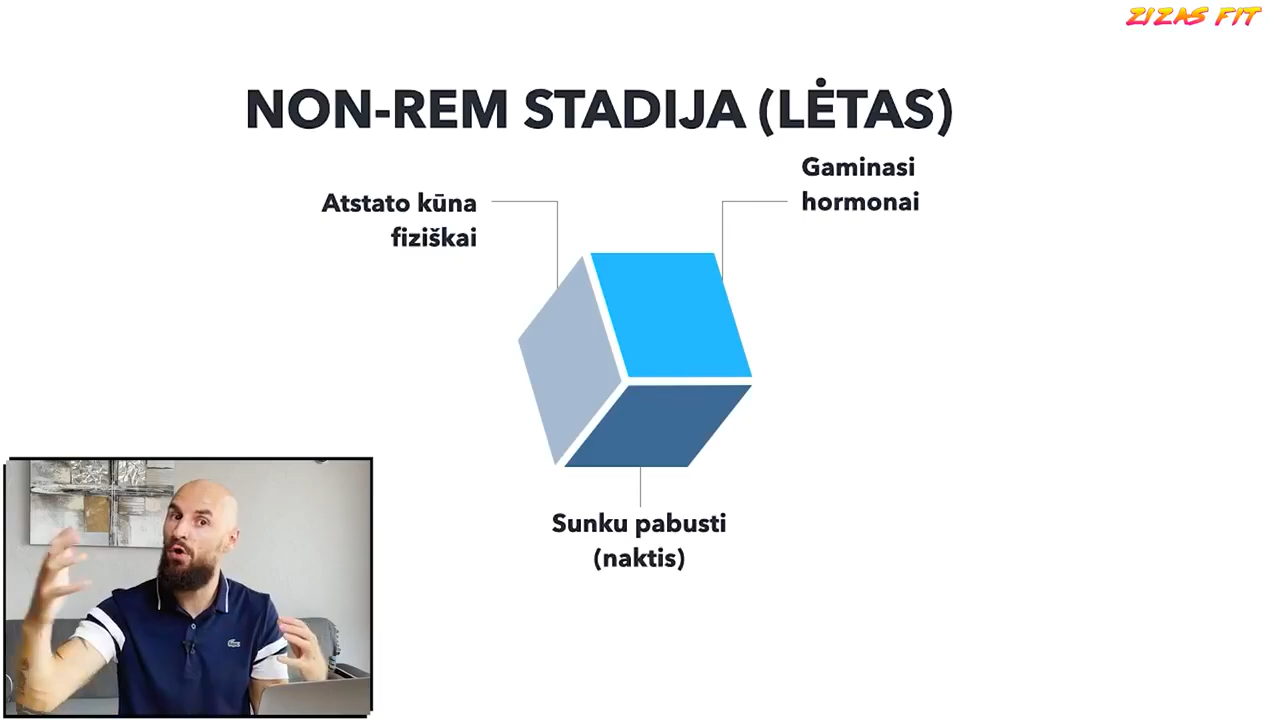 ZIZAS FIT
NON-REM STADIJA (LĖTAS)
Atstato kūna
fiziškai
Gaminasi
hormonai
Sunku pabusti
(naktis)